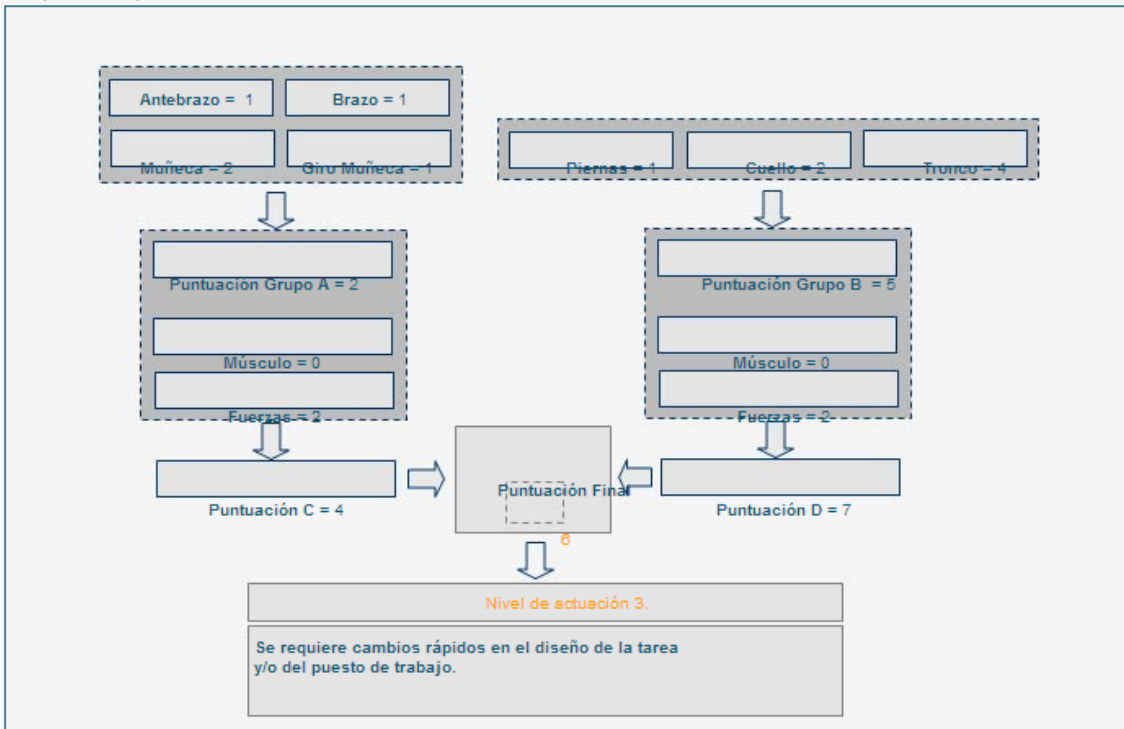 Antebrazo = 1
Brazo = 1
Muñeca = 2
Giro Muñeca = 1
Piernas = 1
Cuello = 2
Tronco = 4
Puntuación Grupo A = 2
Músculo = 0
Fuerzas = 2
Puntuación C = 4
Puntuación Grupo B = 5
Músculo = 0
Fuerzas = 2
Puntuación D = 7
Puntuación Final
6
Nivel de actuación 3.
Se requiere cambios rápidos en el diseño de la tarea
y/o del puesto de trabajo.